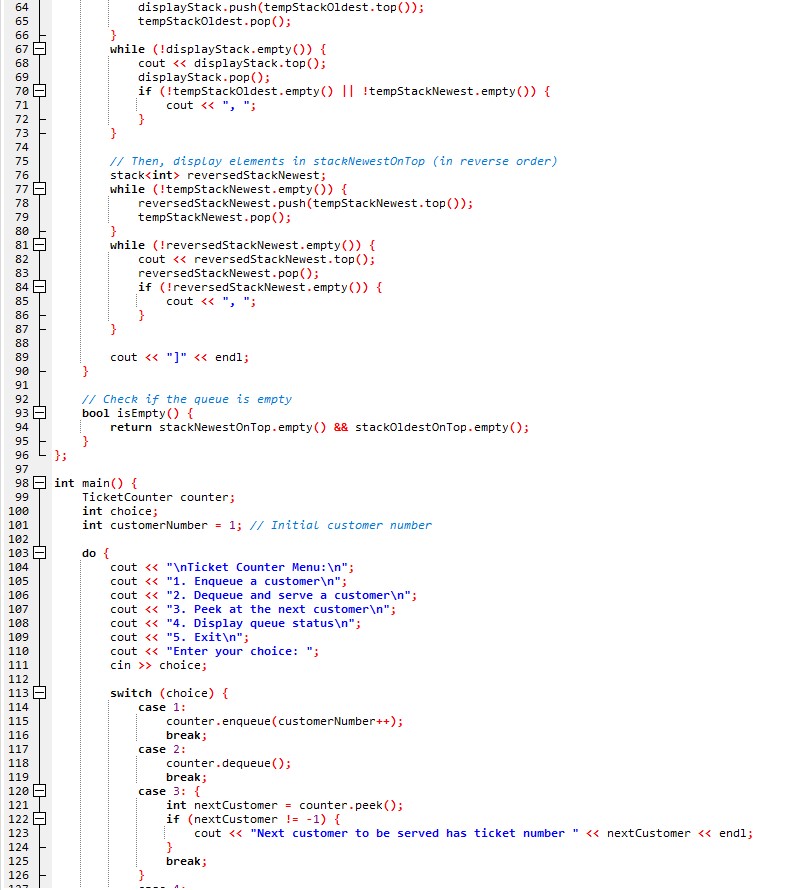 64 displayStack.push(tempStackOldest.top());
65 tempStackOldest.pop();
66 }
67 while (!displayStack.empty()) {
68 cout << displayStack.top();
69 displayStack.pop();
70 if (!tempStackOldest.empty() || !tempStackNewest.empty()) {
71 cout << ", ";
72 }
73 }
74
75 // Then, display elements in stackNewestOnTop (in reverse order)
76 stack<int> reversedStackNewest;
77 while (!tempStackNewest.empty()) {
78 reversedStackNewest.push(tempStackNewest.top());
79 tempStackNewest.pop();
80 }
81 while (!reversedStackNewest.empty()) {
82 cout << reversedStackNewest.top();
83 reversedStackNewest.pop();
84 if (!reversedStackNewest.empty()) {
85 cout << ", ";
86 }
87 }
88
89 cout << "]" << endl;
90 }
91
92 // Check if the queue is empty
93 bool isEmpty() {
94 return stackNewestOnTop.empty() && stackOldestOnTop.empty();
95 }
96 };
97
98 int main() {
99 TicketCounter counter;
100 int choice;
101 int customerNumber = 1; // Initial customer number
102
103 do {
104 cout << "\nTicket Counter Menu:\n";
105 cout << "1. Enqueue a customer\n";
106 cout << "2. Dequeue and serve a customer\n";
107 cout << "3. Peek at the next customer\n";
108 cout << "4. Display queue status\n";
109 cout << "5. Exit\n";
110 cout << "Enter your choice: ";
111 cin >> choice;
112
113 switch (choice) {
114 case 1:
115 counter.enqueue(customerNumber++);
116 break;
117 case 2:
118 counter.dequeue();
119 break;
120 case 3: {
121 int nextCustomer = counter.peek();
122 if (nextCustomer != -1) {
123 cout << "Next customer to be served has ticket number " << nextCustomer << endl;
124 }
125 break;
126 }